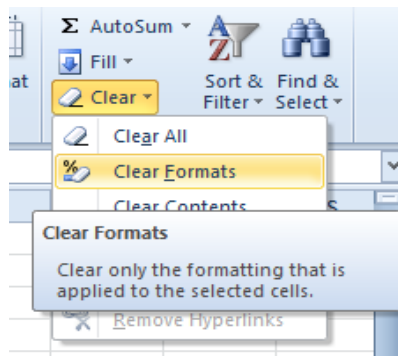 Σ AutoSum
Fill
at
Clear
Sort & Filter
Find & Select
Clear All
Clear Formats
Clear Contents
S
Clear Formats
Clear only the formatting that is
applied to the selected cells.
Remove Hyperlinks